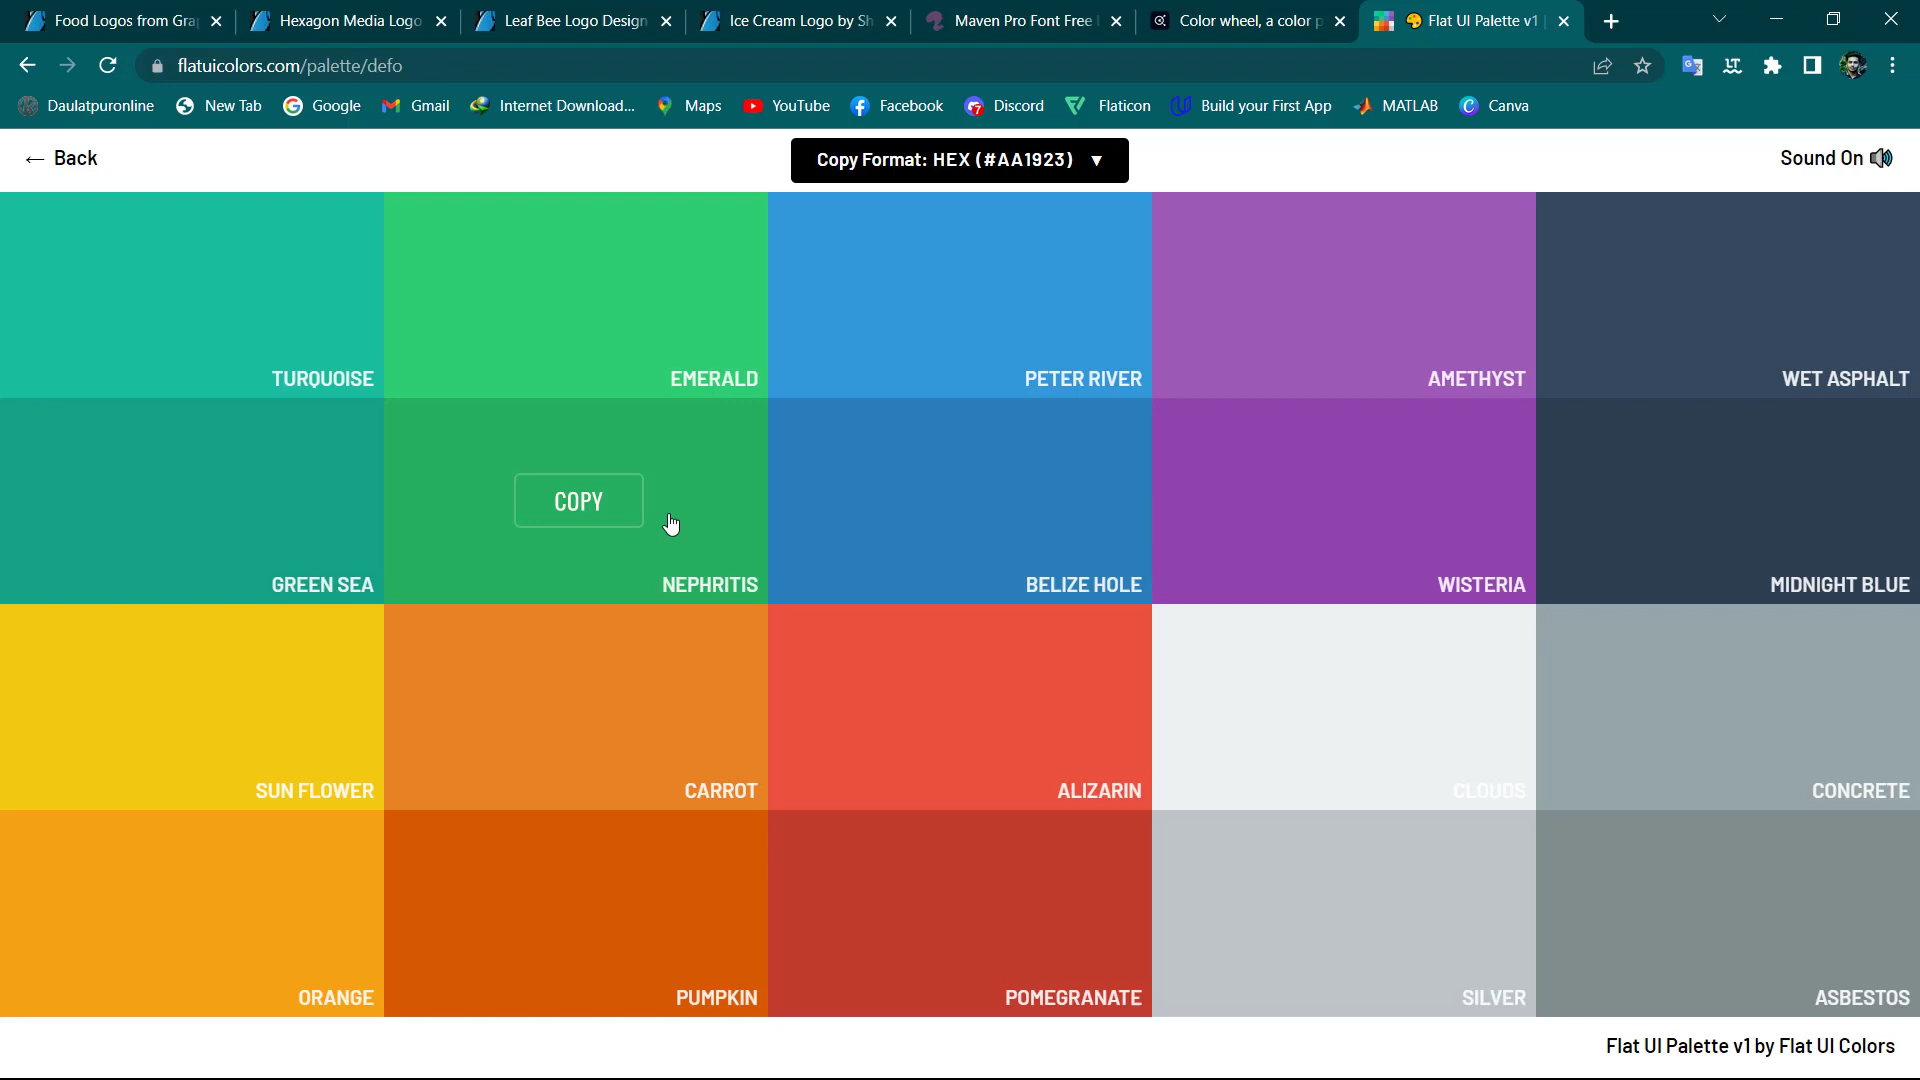 Food Logos from Gra
Hexagon Media Logo
Leaf Bee Logo Design
Ice Cream Logo by Sh
Maven Pro Font Free
Color wheel, a color p
Flat UI Palette v1
flatuicolors.com/palette/defo
Daulatpuronline
New Tab
Google
Gmail
Internet Download...
Maps
YouTube
Facebook
Discord
Flaticon
Build your First App
MATLAB
Canva
← Back
Copy Format: HEX (#AA1923) ▼
Sound On
TURQUOISE
EMERALD
PETER RIVER
AMETHYST
WET ASPHALT
COPY
GREEN SEA
NEPHRITIS
BELIZE HOLE
WISTERIA
MIDNIGHT BLUE
SUN FLOWER
CARROT
ALIZARIN
CLOUDS
CONCRETE
ORANGE
PUMPKIN
POMEGRANATE
SILVER
ASBESTOS
Flat UI Palette v1 by Flat UI Colors